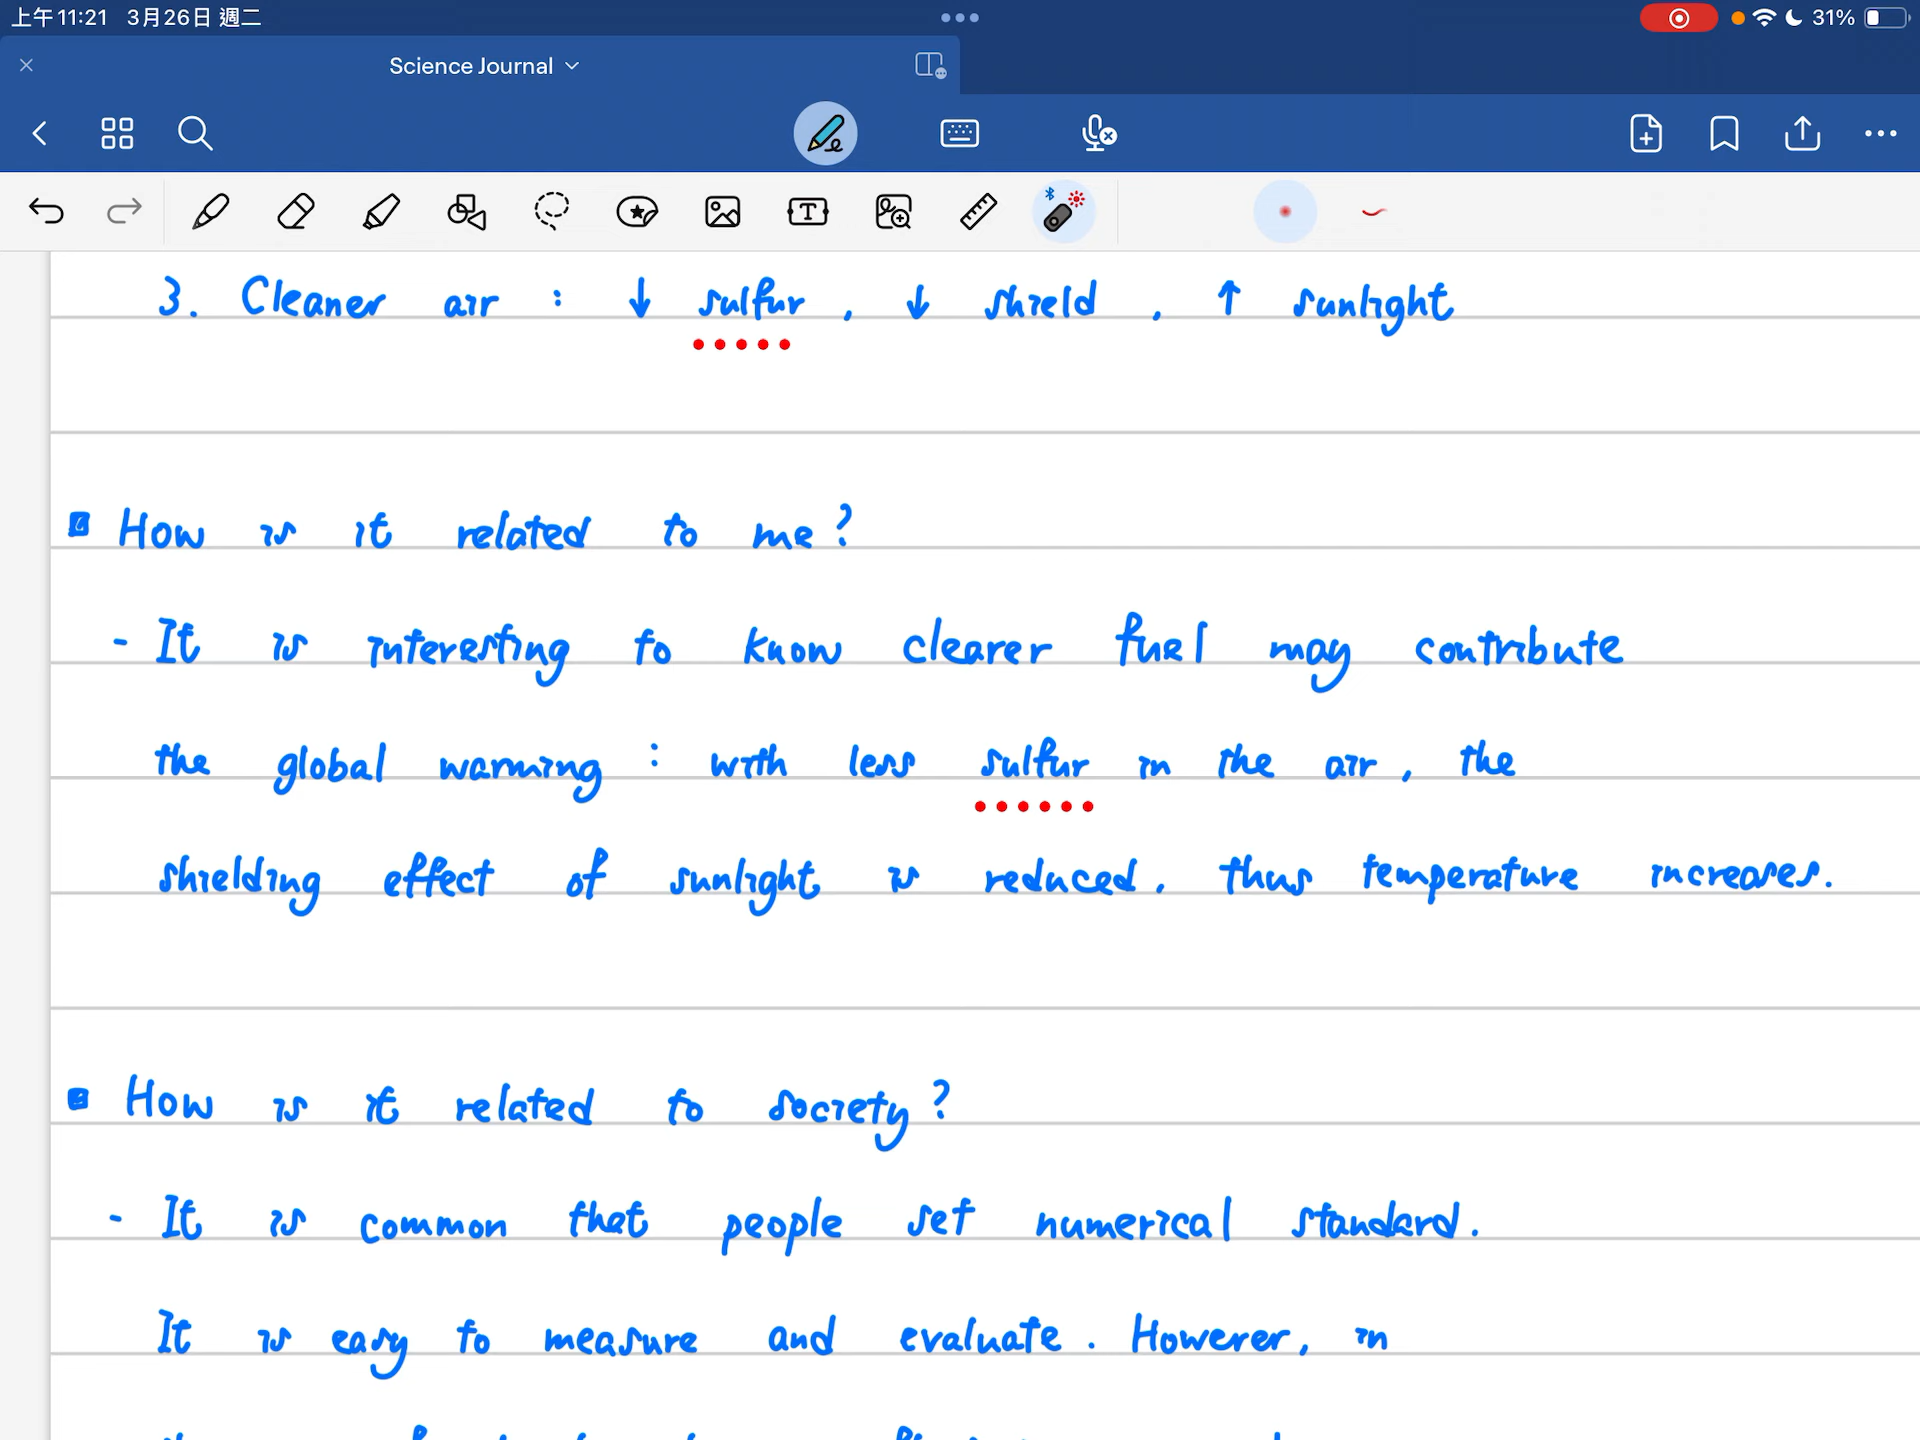 上午11:21 3月26日 週二
31%
Science Journal
3. Cleaner air : ↓ sulfur , ↓ shield , ↑ sunlight
How is it related to me?
- It is interesting to know clearer fuel may contribute
the global warming : with less sulfur in the air, the
shielding effect of sunlight is reduced, thus temperature increases.
How is it related to society?
- It is common that people set numerical standard.
It is easy to measure and evaluate. However, in